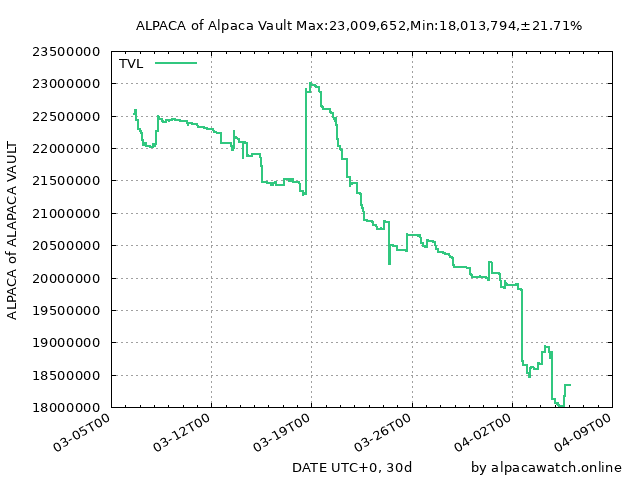 ALPACA of Alpaca Vault Max:23,009,652,Min:18,013,794,±21.71%
TVL
ALPACA of ALAPACA VAULT
23500000
23000000
22500000
22000000
21500000
21000000
20500000
20000000
19500000
19000000
18500000
18000000
03-05T00
03-12T00
03-19T00
03-26T00
04-02T00
04-09T00
DATE UTC+0, 30d
by alpacawatch.online